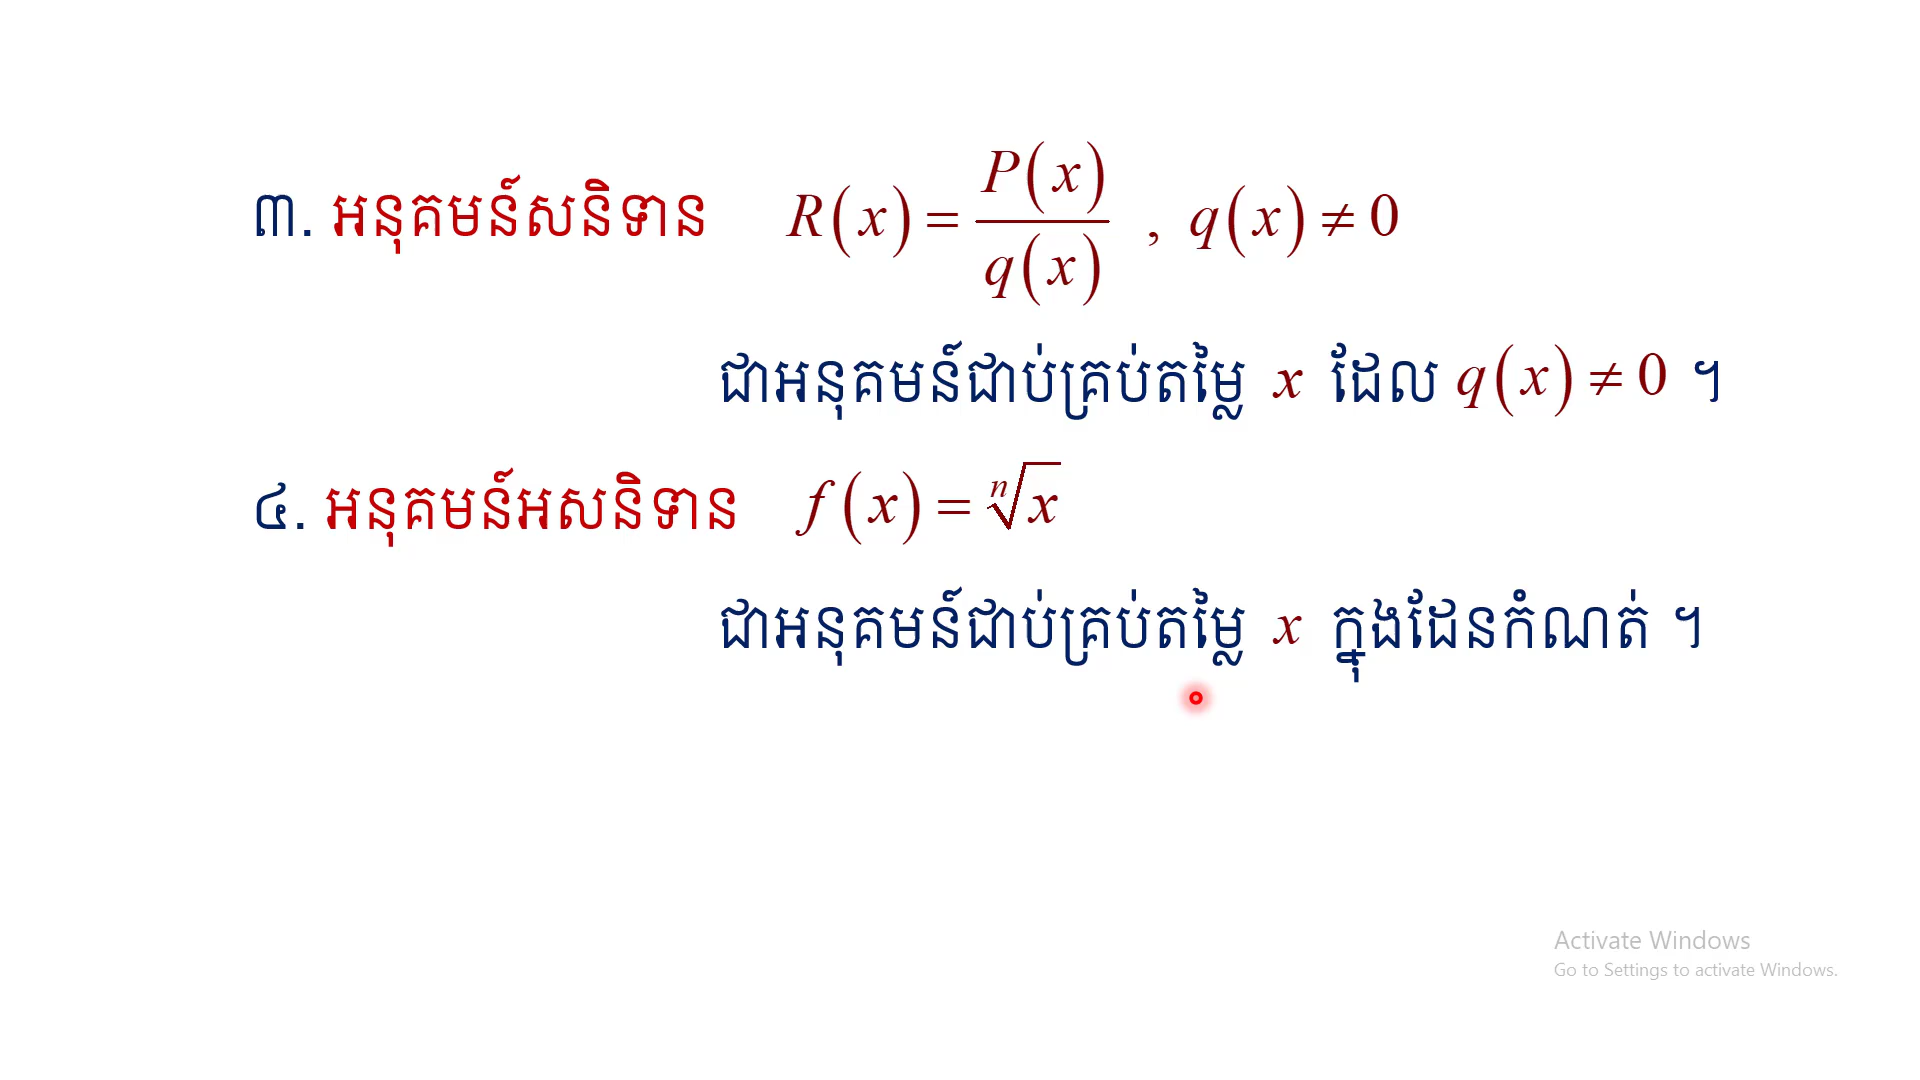 ៣. អនុគមន៍សនិទាន R(x) = P(x)/q(x) , q(x) ≠ 0
ជាអនុគមន៍ជាប់គ្រប់តម្លៃ x ដែល q(x) ≠ 0 ។
៤. អនុគមន៍អសនិទាន f(x) = ⁿ√x
ជាអនុគមន៍ជាប់គ្រប់តម្លៃ x ក្នុងដែនកំណត់ ។
Activate Windows
Go to Settings to activate Windows.